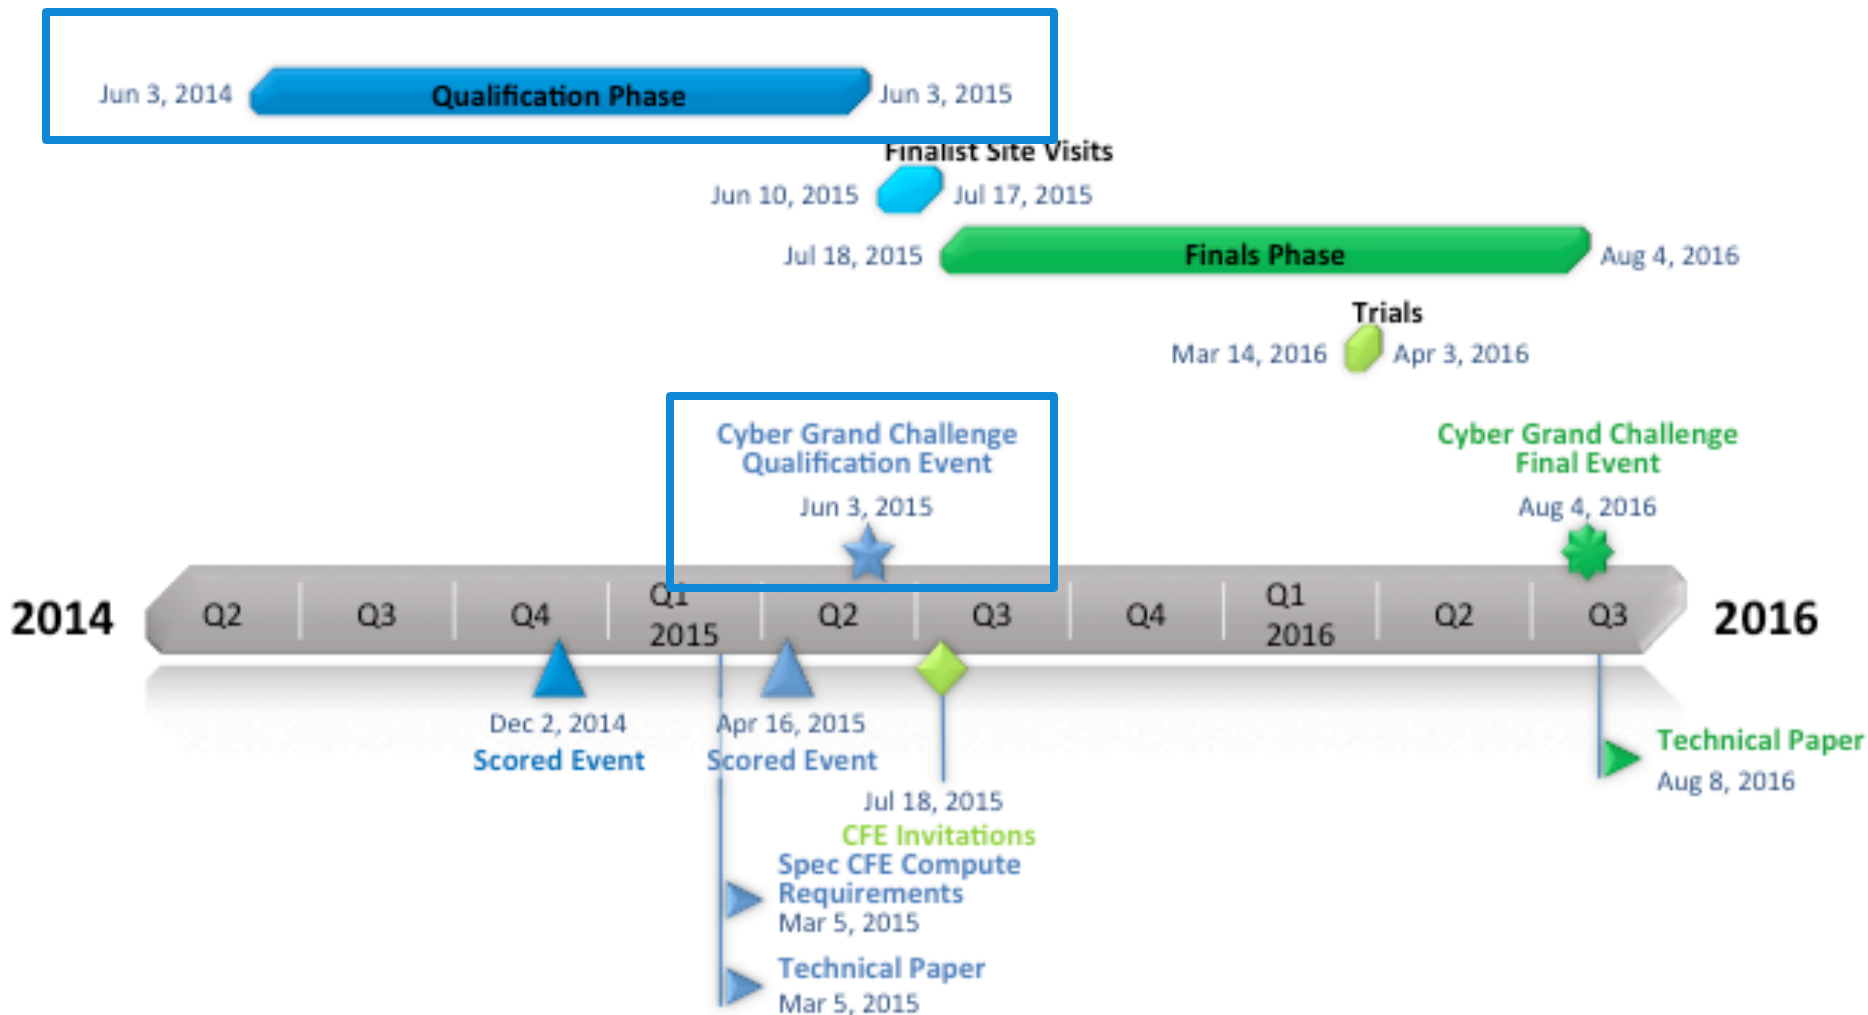 Jun 3, 2014 Qualification Phase Jun 3, 2015
Finalist Site Visits
Jun 10, 2015 Jul 17, 2015
Jul 18, 2015 Finals Phase Aug 4, 2016
Trials
Mar 14, 2016 Apr 3, 2016
Cyber Grand Challenge
Qualification Event
Jun 3, 2015
Cyber Grand Challenge
Final Event
Aug 4, 2016
2014 Q2 Q3 Q4 Q1 2015 Q2 Q3 Q4 Q1 2016 Q2 Q3 2016
Dec 2, 2014
Scored Event
Apr 16, 2015
Scored Event
Jul 18, 2015
CFE Invitations
Spec CFE Compute
Requirements
Mar 5, 2015
Technical Paper
Mar 5, 2015
Technical Paper
Aug 8, 2016